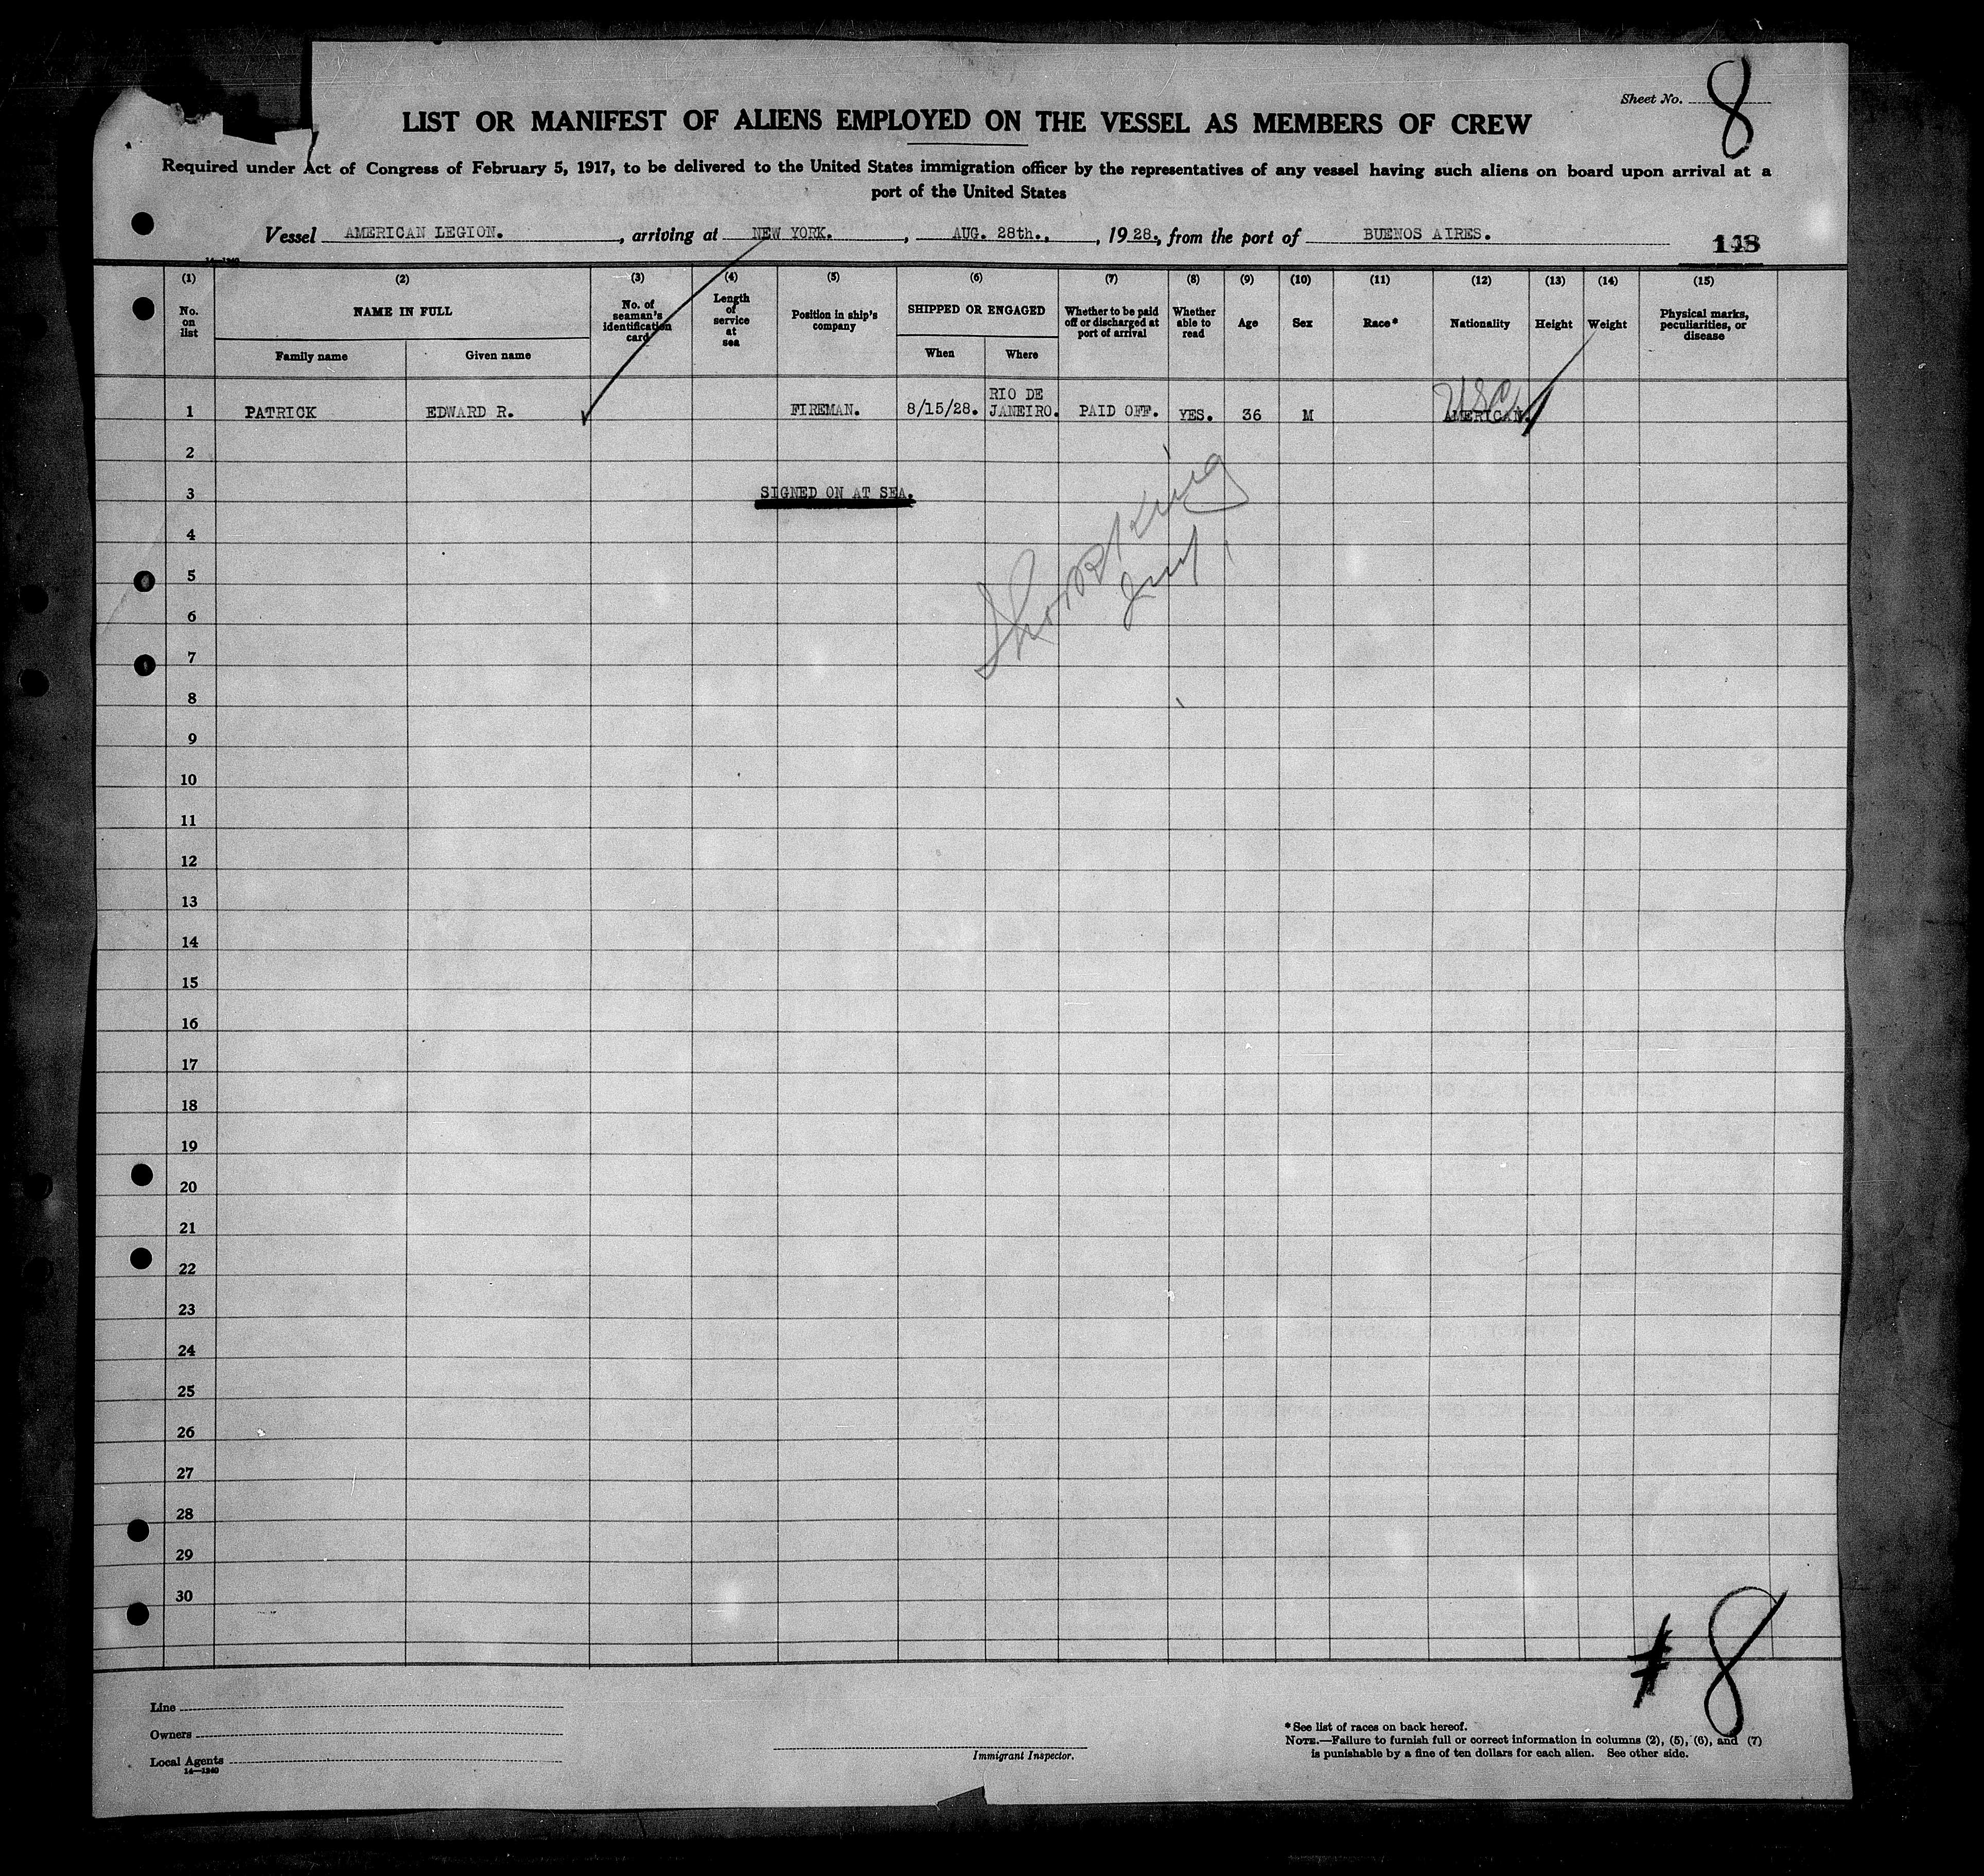 Sheet No. 8
LIST OR MANIFEST OF ALIENS EMPLOYED ON THE VESSEL AS MEMBERS OF CREW
Required under Act of Congress of February 5, 1917, to be delivered to the United States immigration officer by the representatives of any vessel having such aliens on board upon arrival at a
port of the United States
Vessel AMERICAN LEGION. , arriving at NEW YORK. , AUG. 28th., , 1928., from the port of BUENOS AIRES.
14—1240
(1) (2) (3) (4) (5) (6) (7) (8) (9) (10) (11) (12) (13) (14) (15)
No. on list
NAME IN FULL
Family name Given name
No. of seaman's identification card
Length of service at sea
Position in ship's company
SHIPPED OR ENGAGED
When Where
Whether to be paid off or discharged at port of arrival
Whether able to read
Age
Sex
Race*
Nationality
Height
Weight
Physical marks, peculiarities, or disease
USC
1 PATRICK EDWARD R. FIREMAN. 8/15/28. RIO DE JANEIRO. PAID OFF. YES. 36 M AMERICAN.
2
3 SIGNED ON AT SEA.
4
5
6
7
8
9
10
11
12
13
14
15
16
17
18
19
20
21
22
23
24
25
26
27
28
29
30
# 8
Line
Owners
Local Agents
14—1240
Immigrant Inspector.
* See list of races on back hereof.
NOTE.—Failure to furnish full or correct information in columns (2), (5), (6), and (7)
is punishable by a fine of ten dollars for each alien. See other side.